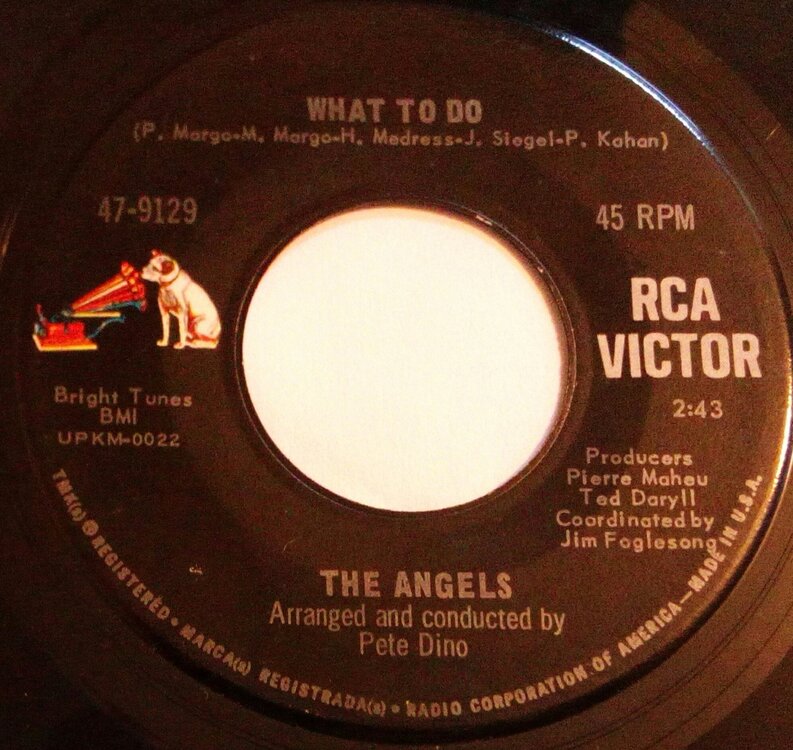 WHAT TO DO
(P. Margo-M. Margo-H. Medress-J. Siegel-P. Kahan)
47-9129
45 RPM
RCA
VICTOR
Bright Tunes
BMI
UPKM-0022
2:43
Producers
Pierre Maheu
Ted Daryll
Coordinated by
Jim Foglesong
THE ANGELS
Arranged and conducted by
Pete Dino
TMK(s) ® REGISTERED • MARCA(s) REGISTRADA(s) • RADIO CORPORATION OF AMERICA—MADE IN U.S.A.